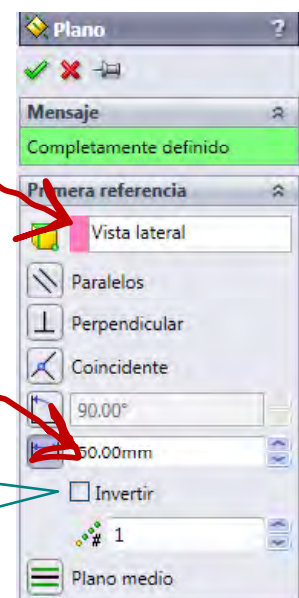 Plano ?
Mensaje
Completamente definido
Primera referencia
Vista lateral
Paralelos
Perpendicular
Coincidente
90.00°
50.00mm
Invertir
# 1
Plano medio